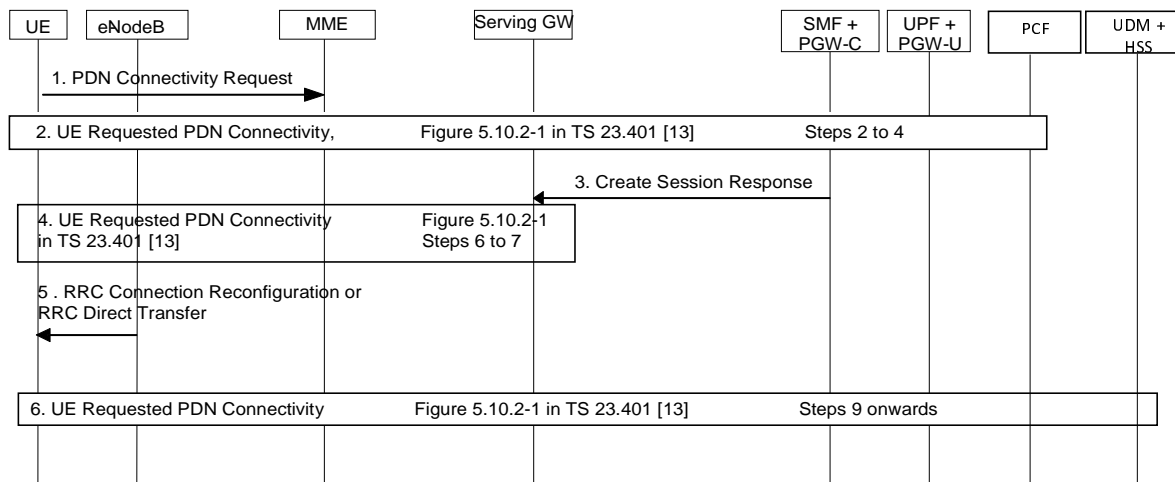 UE
eNodeB
MME
Serving GW
SMF +
PGW-C
UPF +
PGW-U
PCF
UDM +
HSS
1. PDN Connectivity Request
2. UE Requested PDN Connectivity, Figure 5.10.2-1 in TS 23.401 [13] Steps 2 to 4
3. Create Session Response
4. UE Requested PDN Connectivity Figure 5.10.2-1
in TS 23.401 [13] Steps 6 to 7
5 . RRC Connection Reconfiguration or
RRC Direct Transfer
6. UE Requested PDN Connectivity Figure 5.10.2-1 in TS 23.401 [13] Steps 9 onwards